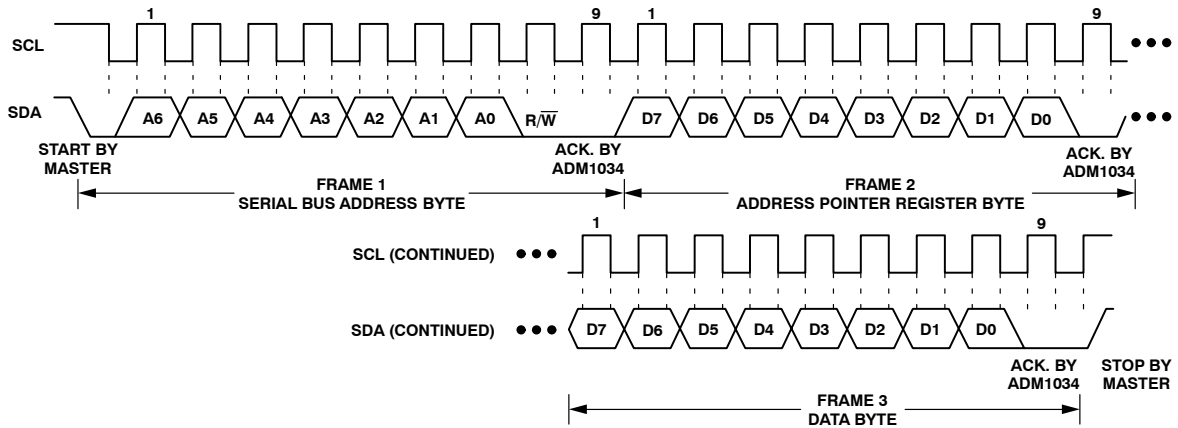 1 9 1 9
SCL
SDA A6 A5 A4 A3 A2 A1 A0 R/W̅ D7 D6 D5 D4 D3 D2 D1 D0
START BY MASTER
ACK. BY ADM1034
ACK. BY ADM1034
FRAME 1
SERIAL BUS ADDRESS BYTE
FRAME 2
ADDRESS POINTER REGISTER BYTE
1 9
SCL (CONTINUED)
SDA (CONTINUED) D7 D6 D5 D4 D3 D2 D1 D0
ACK. BY ADM1034
STOP BY MASTER
FRAME 3
DATA BYTE